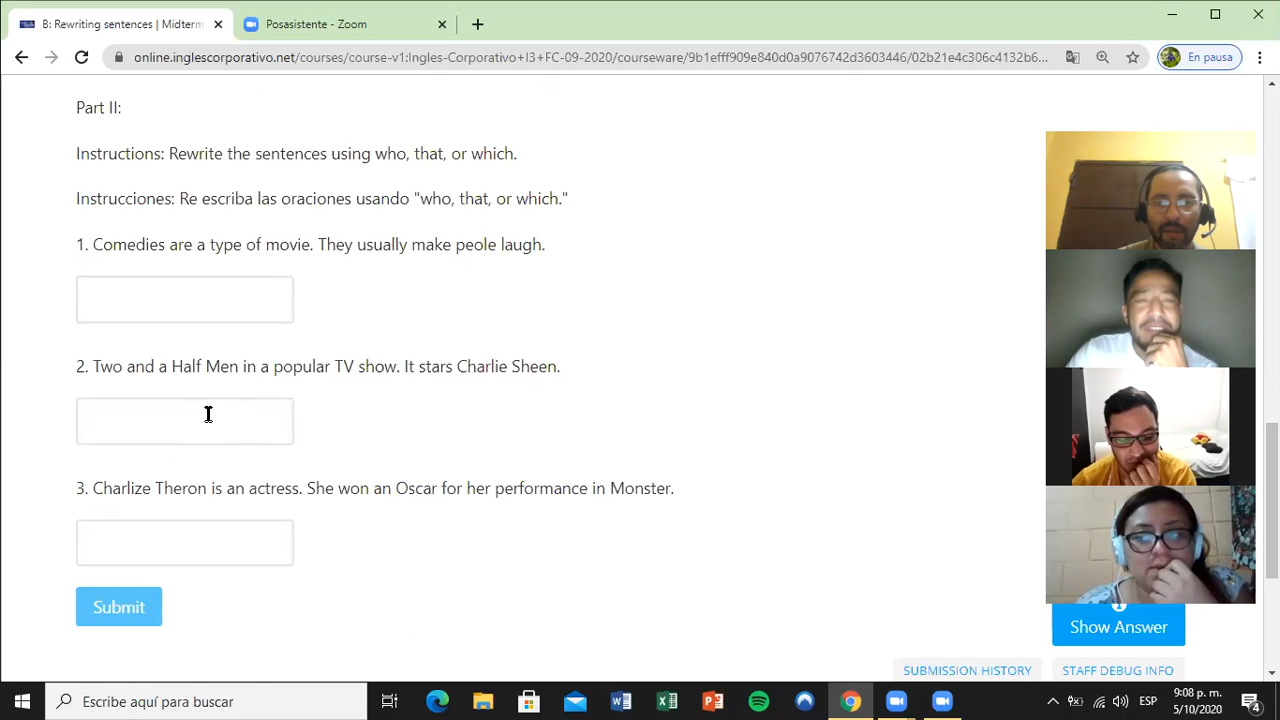 B: Rewriting sentences | Midterm
Posasistente - Zoom
online.inglescorporativo.net/courses/course-v1:Ingles-Corporativo+I3+FC-09-2020/courseware/9b1efff909e840d0a9076742d3603446/02b21e4c306c4132b6...
En pausa
Part II:
Instructions: Rewrite the sentences using who, that, or which.
Instrucciones: Re escriba las oraciones usando "who, that, or which."
1. Comedies are a type of movie. They usually make peole laugh.
2. Two and a Half Men in a popular TV show. It stars Charlie Sheen.
3. Charlize Theron is an actress. She won an Oscar for her performance in Monster.
Submit
Show Answer
SUBMISSION HISTORY
STAFF DEBUG INFO
Escribe aquí para buscar
ESP
9:08 p. m.
5/10/2020
4